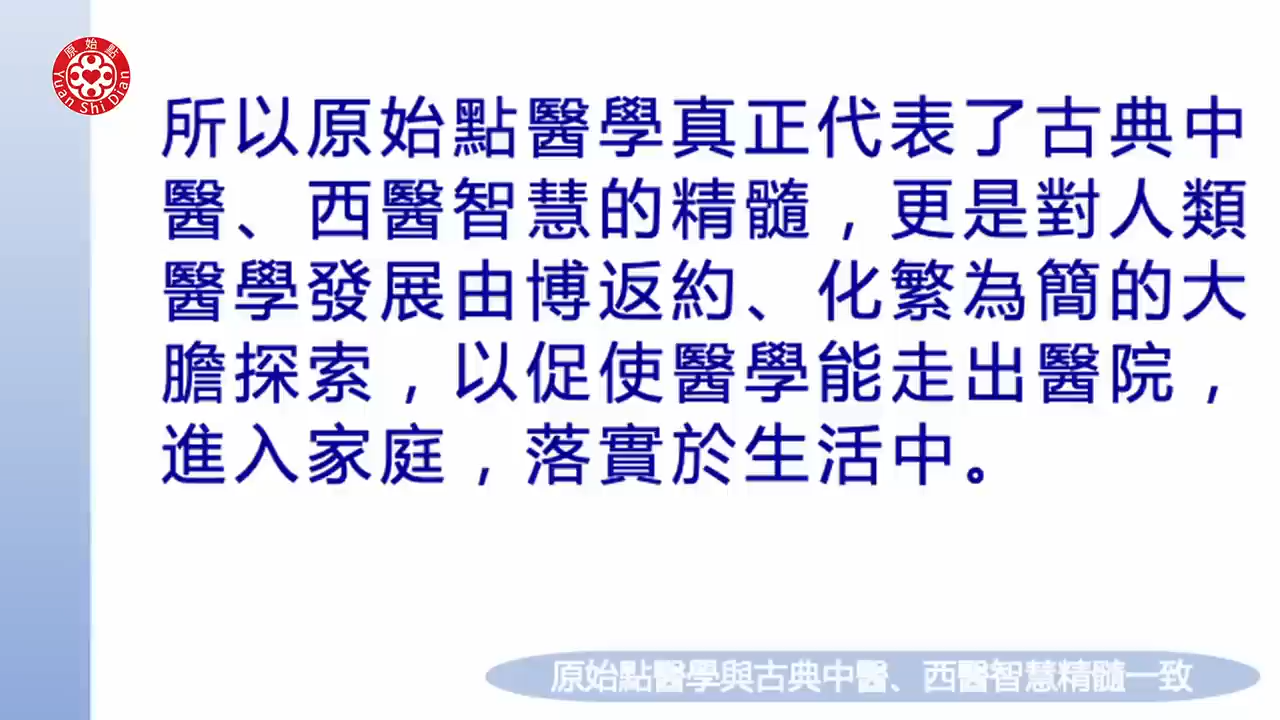 原始點
Yuan Shi Dian
所以原始點醫學真正代表了古典中
醫、西醫智慧的精髓，更是對人類
醫學發展由博返約、化繁為簡的大
膽探索，以促使醫學能走出醫院，
進入家庭，落實於生活中。
原始點醫學與古典中醫、西醫智慧精髓一致